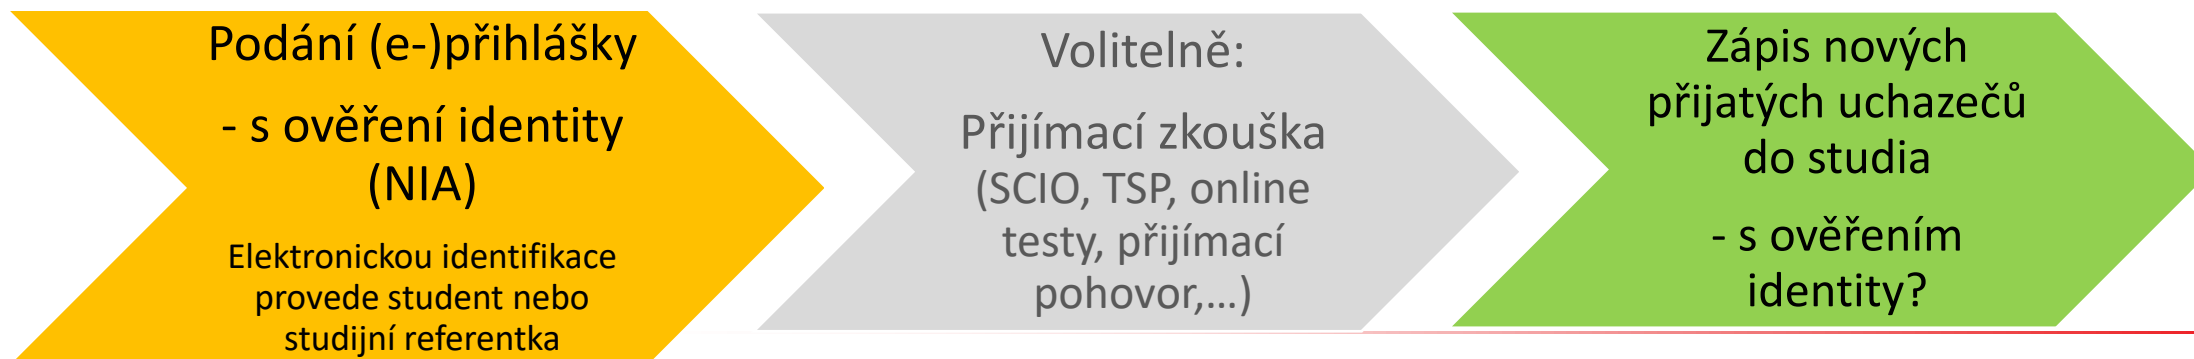 Podání (e-)přihlášky
- s ověření identity
(NIA)
Elektronickou identifikace
provede student nebo
studijní referentka
Volitelně:
Přijímací zkouška
(SCIO, TSP, online
testy, přijímací
pohovor,...)
Zápis nových
přijatých uchazečů
do studia
- s ověřením
identity?